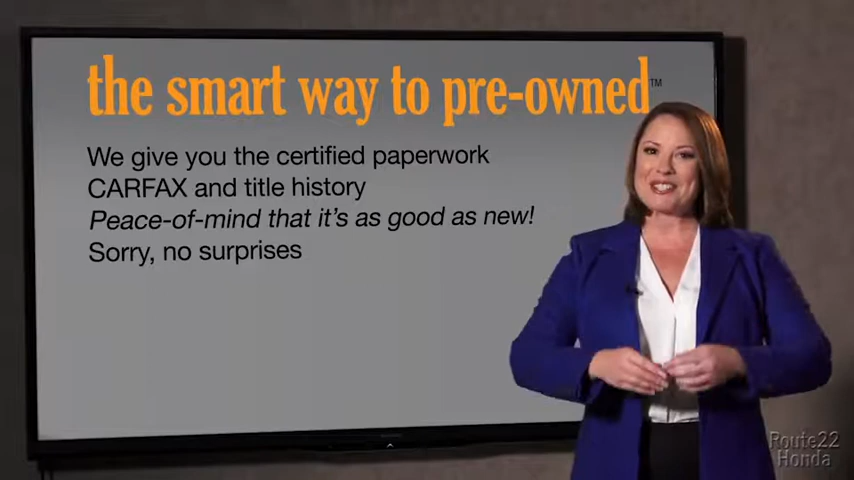 the smart way to pre-owned™
We give you the certified paperwork
CARFAX and title history
Peace-of-mind that it's as good as new!
Sorry, no surprises
Route22
Honda